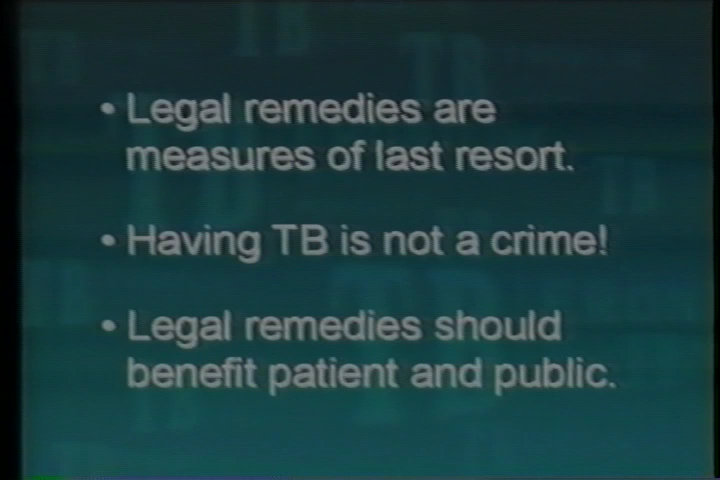 • Legal remedies are
measures of last resort.
• Having TB is not a crime!
• Legal remedies should
benefit patient and public.